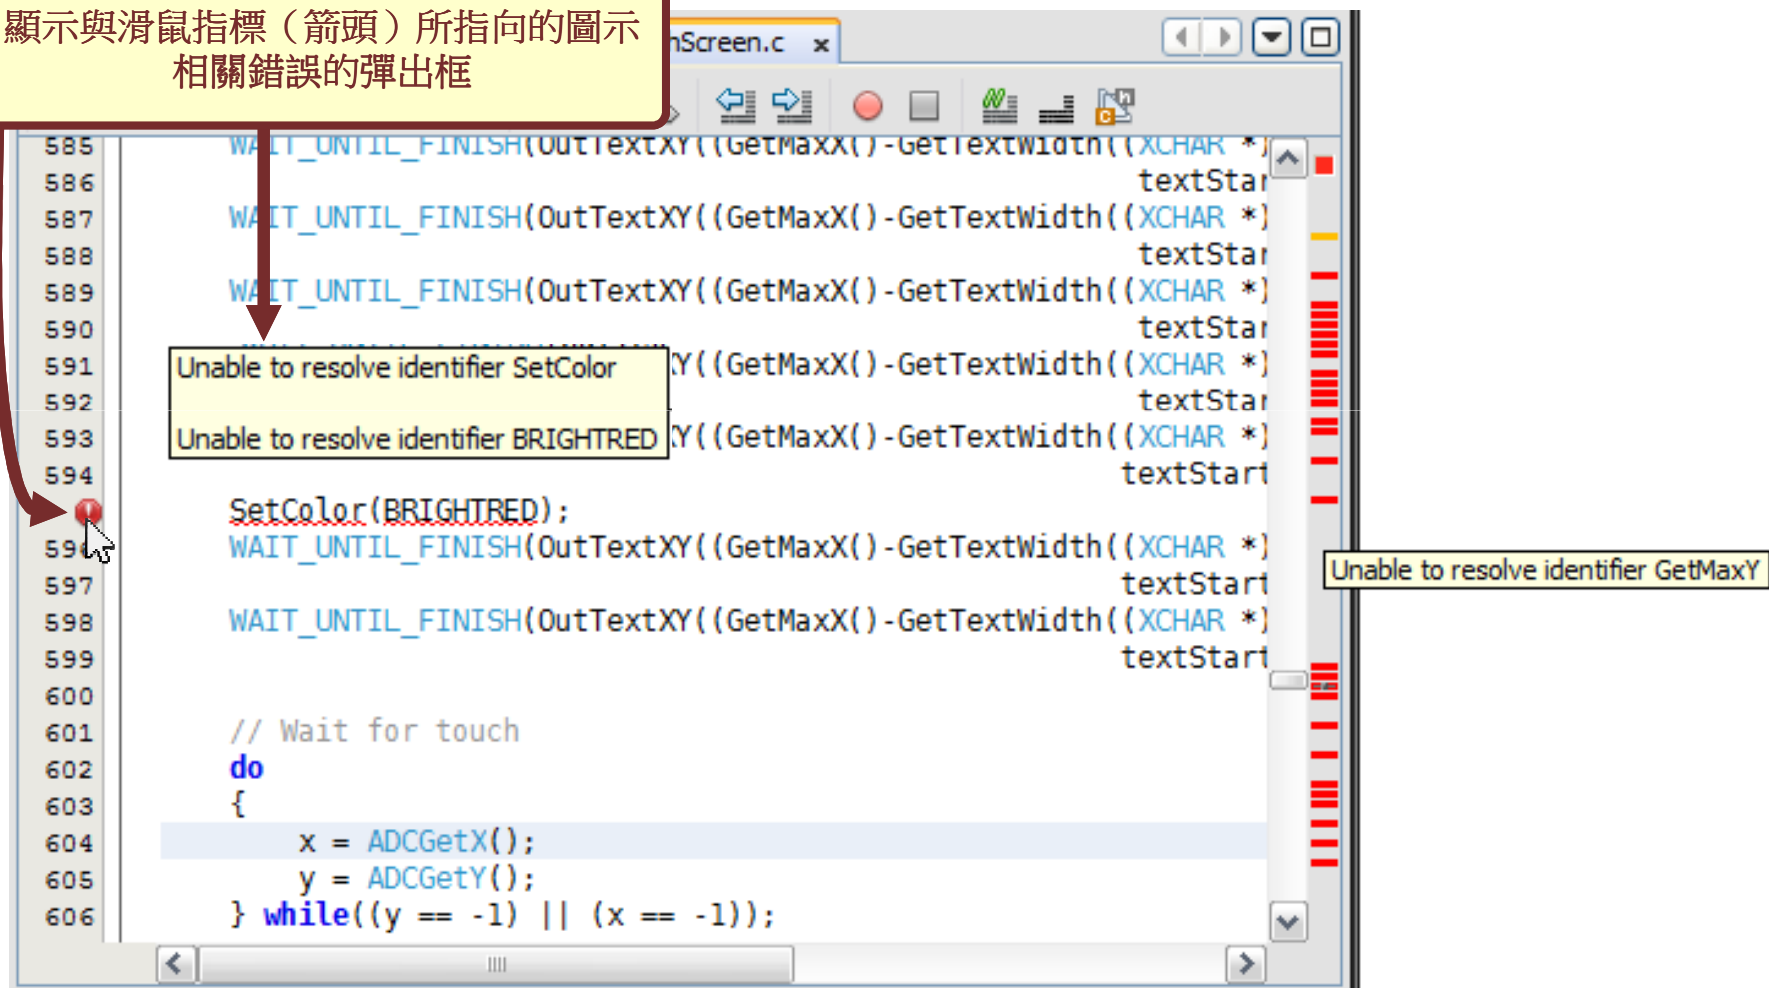 顯示與滑鼠指標（箭頭）所指向的圖示
相關錯誤的彈出框
nScreen.c x
585 WAIT_UNTIL_FINISH(OutTextXY((GetMaxX()-GetTextWidth((XCHAR *)
586 textStar
587 WAIT_UNTIL_FINISH(OutTextXY((GetMaxX()-GetTextWidth((XCHAR *)
588 textStar
589 WAIT_UNTIL_FINISH(OutTextXY((GetMaxX()-GetTextWidth((XCHAR *)
590 textStar
Unable to resolve identifier SetColor
591 Y((GetMaxX()-GetTextWidth((XCHAR *)
592 textStar
Unable to resolve identifier BRIGHTRED
593 Y((GetMaxX()-GetTextWidth((XCHAR *)
594 textStart
SetColor(BRIGHTRED);
596 WAIT_UNTIL_FINISH(OutTextXY((GetMaxX()-GetTextWidth((XCHAR *)
Unable to resolve identifier GetMaxY
597 textStart
598 WAIT_UNTIL_FINISH(OutTextXY((GetMaxX()-GetTextWidth((XCHAR *)
599 textStart
600
601 // Wait for touch
602 do
603 {
604 x = ADCGetX();
605 y = ADCGetY();
606 } while((y == -1) || (x == -1));